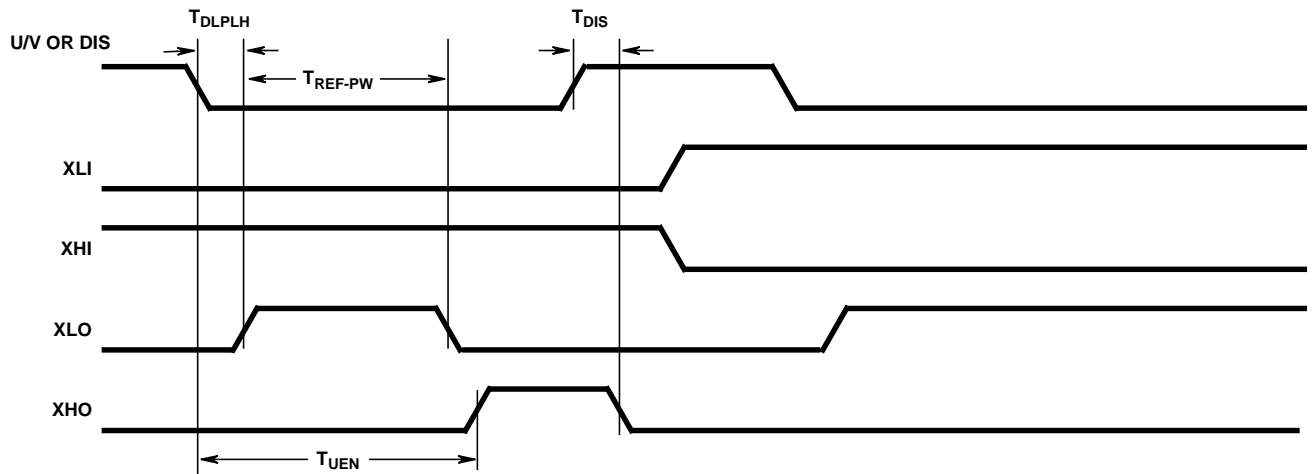 T_DLPLH
T_DIS
U/V OR DIS
T_REF-PW
XLI
XHI
XLO
XHO
T_UEN